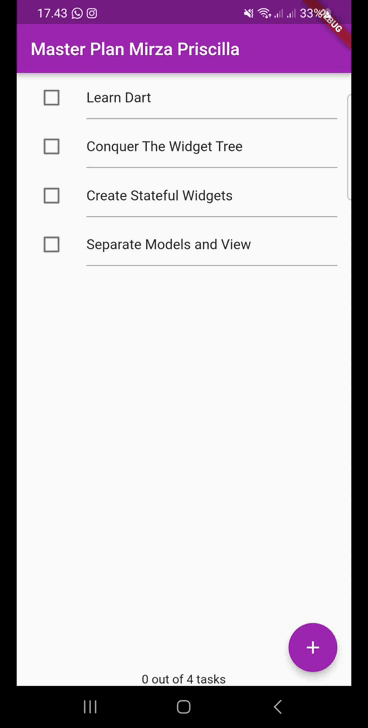 17.43 33%
DEBUG
Master Plan Mirza Priscilla
Learn Dart
Conquer The Widget Tree
Create Stateful Widgets
Separate Models and View
+
0 out of 4 tasks